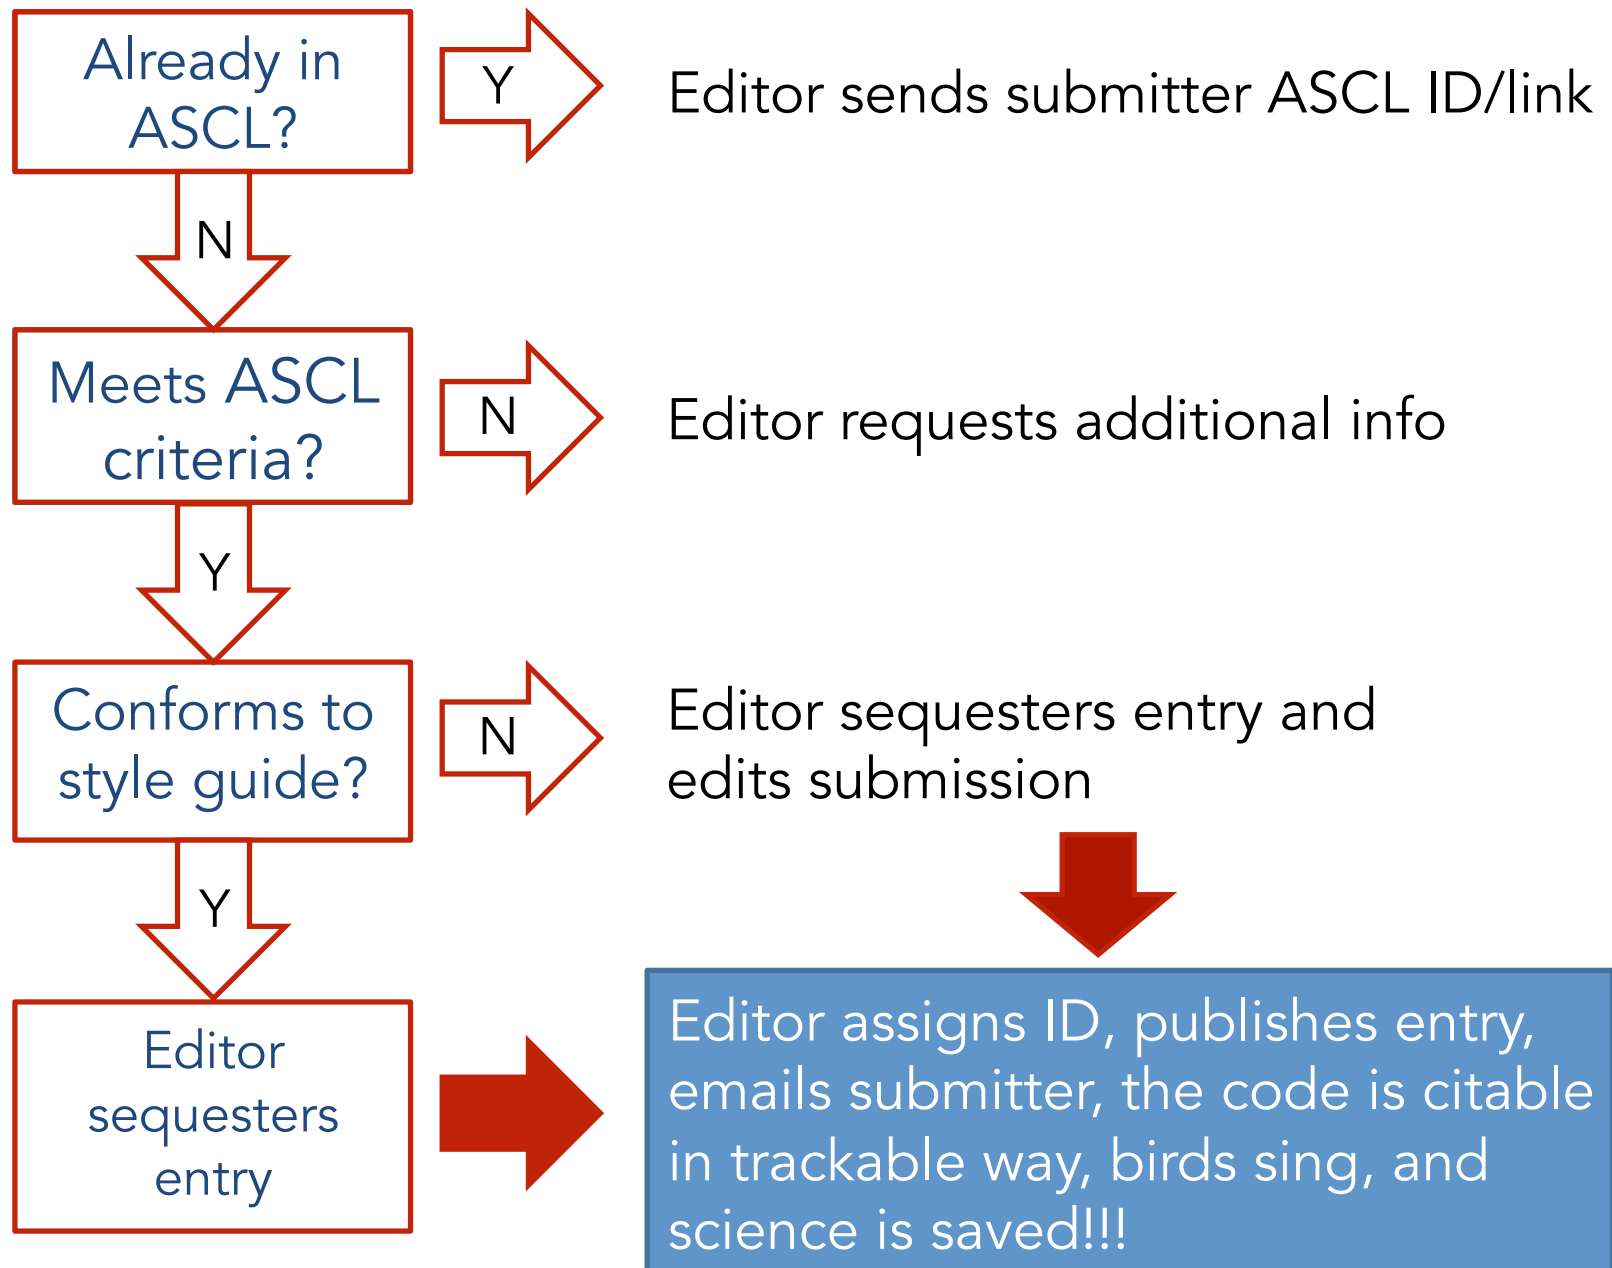 Already in
ASCL?
Y
Editor sends submitter ASCL ID/link
N
Meets ASCL
criteria?
N
Editor requests additional info
Y
Conforms to
style guide?
N
Editor sequesters entry and
edits submission
Y
Editor
sequesters
entry
Editor assigns ID, publishes entry,
emails submitter, the code is citable
in trackable way, birds sing, and
science is saved!!!